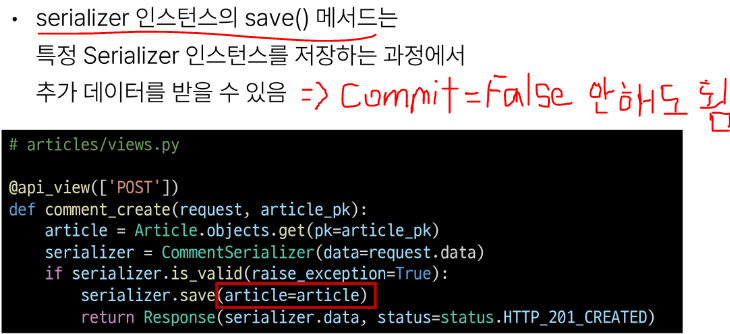 • serializer 인스턴스의 save() 메서드는
특정 Serializer 인스턴스를 저장하는 과정에서
추가 데이터를 받을 수 있음 => Commit=False 안해도 됨
# articles/views.py
@api_view(['POST'])
def comment_create(request, article_pk):
    article = Article.objects.get(pk=article_pk)
    serializer = CommentSerializer(data=request.data)
    if serializer.is_valid(raise_exception=True):
        serializer.save(article=article)
        return Response(serializer.data, status=status.HTTP_201_CREATED)